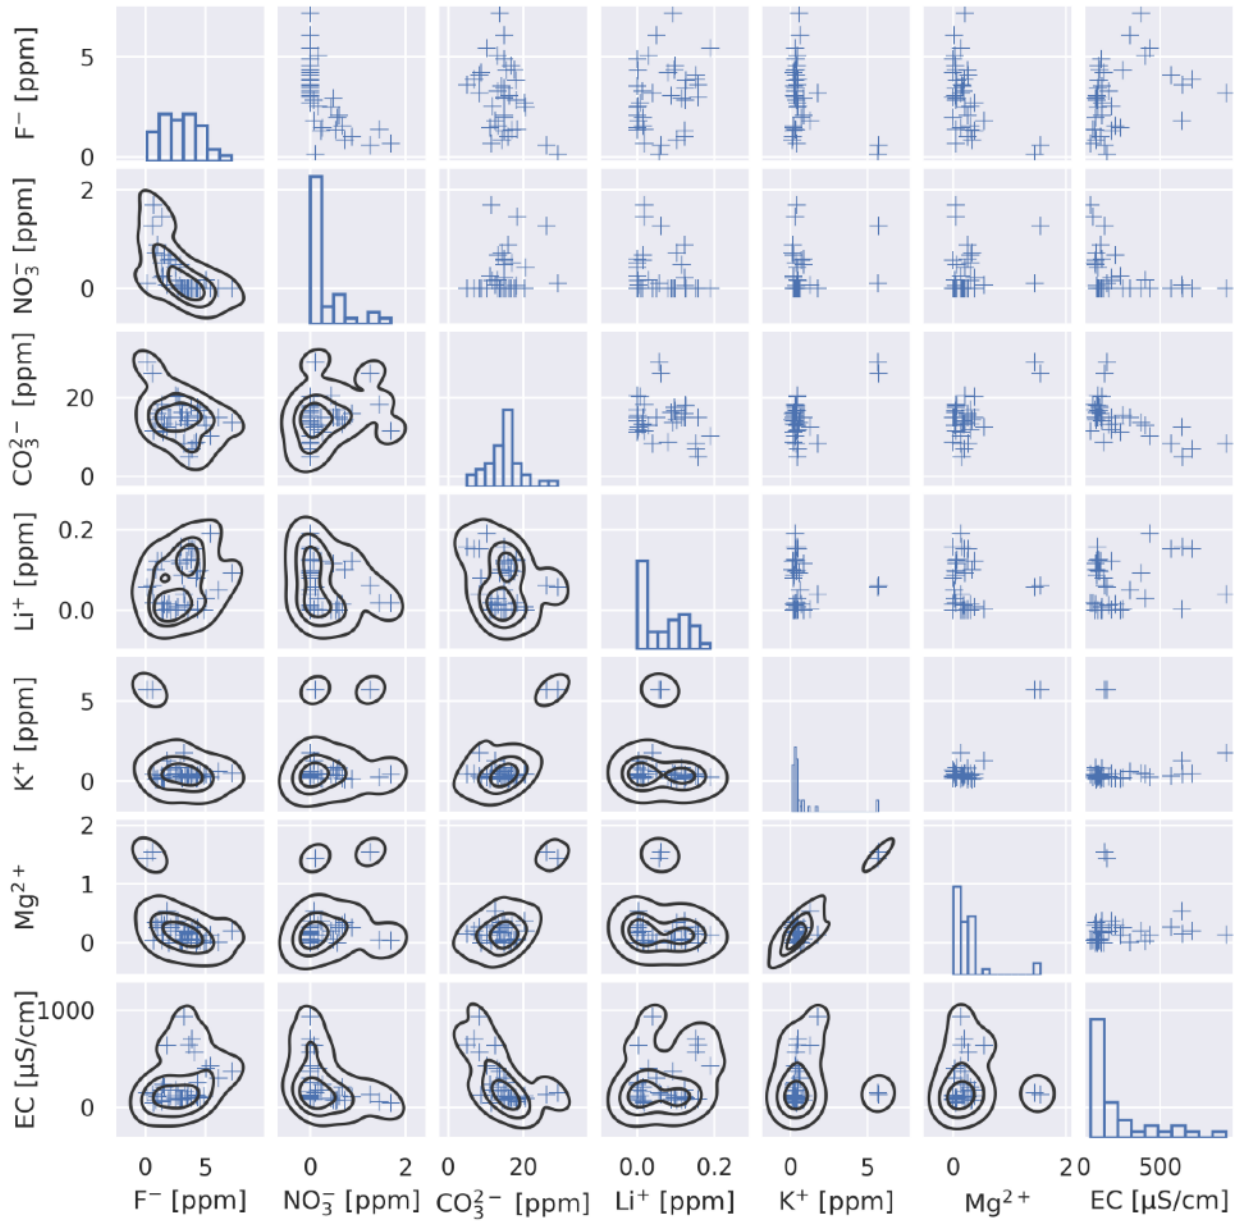 F⁻ [ppm]
5
0
NO₃⁻ [ppm]
2
0
CO₃²⁻ [ppm]
20
0
Li⁺ [ppm]
0.2
0.0
K⁺ [ppm]
5
0
Mg²⁺
2
1
0
EC [µS/cm]
1000
0
0 5 0 2 0 20 0.0 0.2 0 5 0 2 0 500
F⁻ [ppm] NO₃⁻ [ppm] CO₃²⁻ [ppm] Li⁺ [ppm] K⁺ [ppm] Mg²⁺ EC [µS/cm]